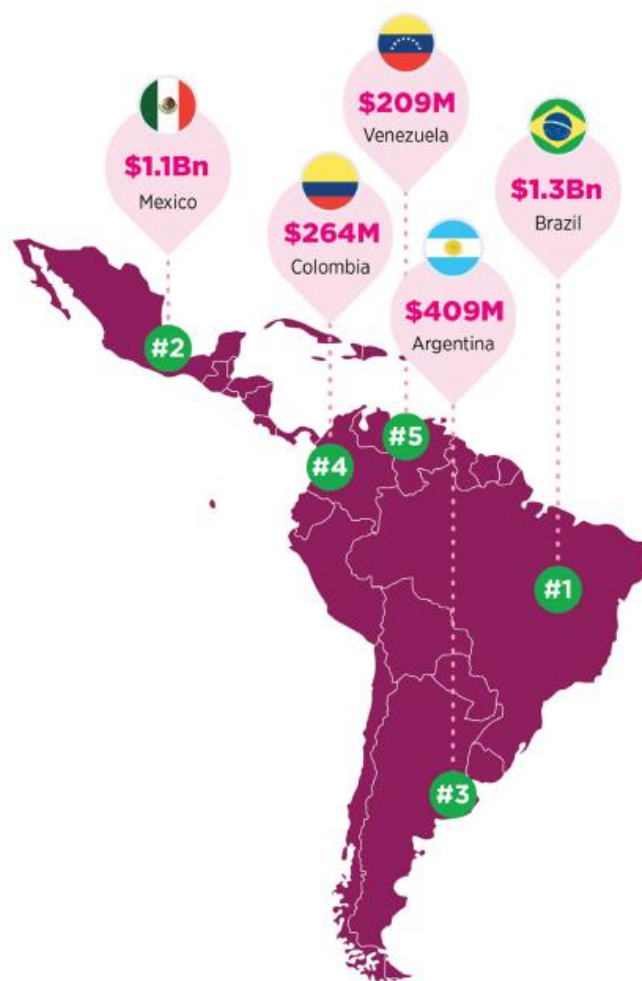 $209M
Venezuela
$1.1Bn
Mexico
$1.3Bn
Brazil
$264M
Colombia
$409M
Argentina
#2
#5
#4
#1
#3